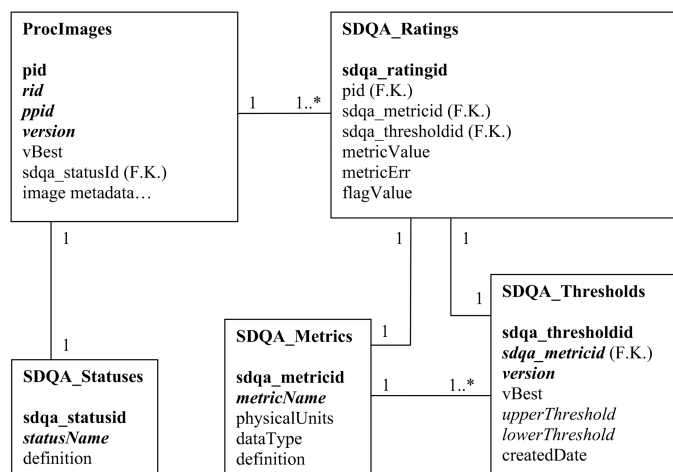 ProcImages
pid
rid
ppid
version
vBest
sdqa_statusId (F.K.)
image metadata…
1
1..*
SDQA_Ratings
sdqa_ratingid
pid (F.K.)
sdqa_metricid (F.K.)
sdqa_thresholdid (F.K.)
metricValue
metricErr
flagValue
1
1
1
1
1
1
SDQA_Statuses
sdqa_statusid
statusName
definition
SDQA_Metrics
sdqa_metricid
metricName
physicalUnits
dataType
definition
1
1..*
SDQA_Thresholds
sdqa_thresholdid
sdqa_metricid (F.K.)
version
vBest
upperThreshold
lowerThreshold
createdDate